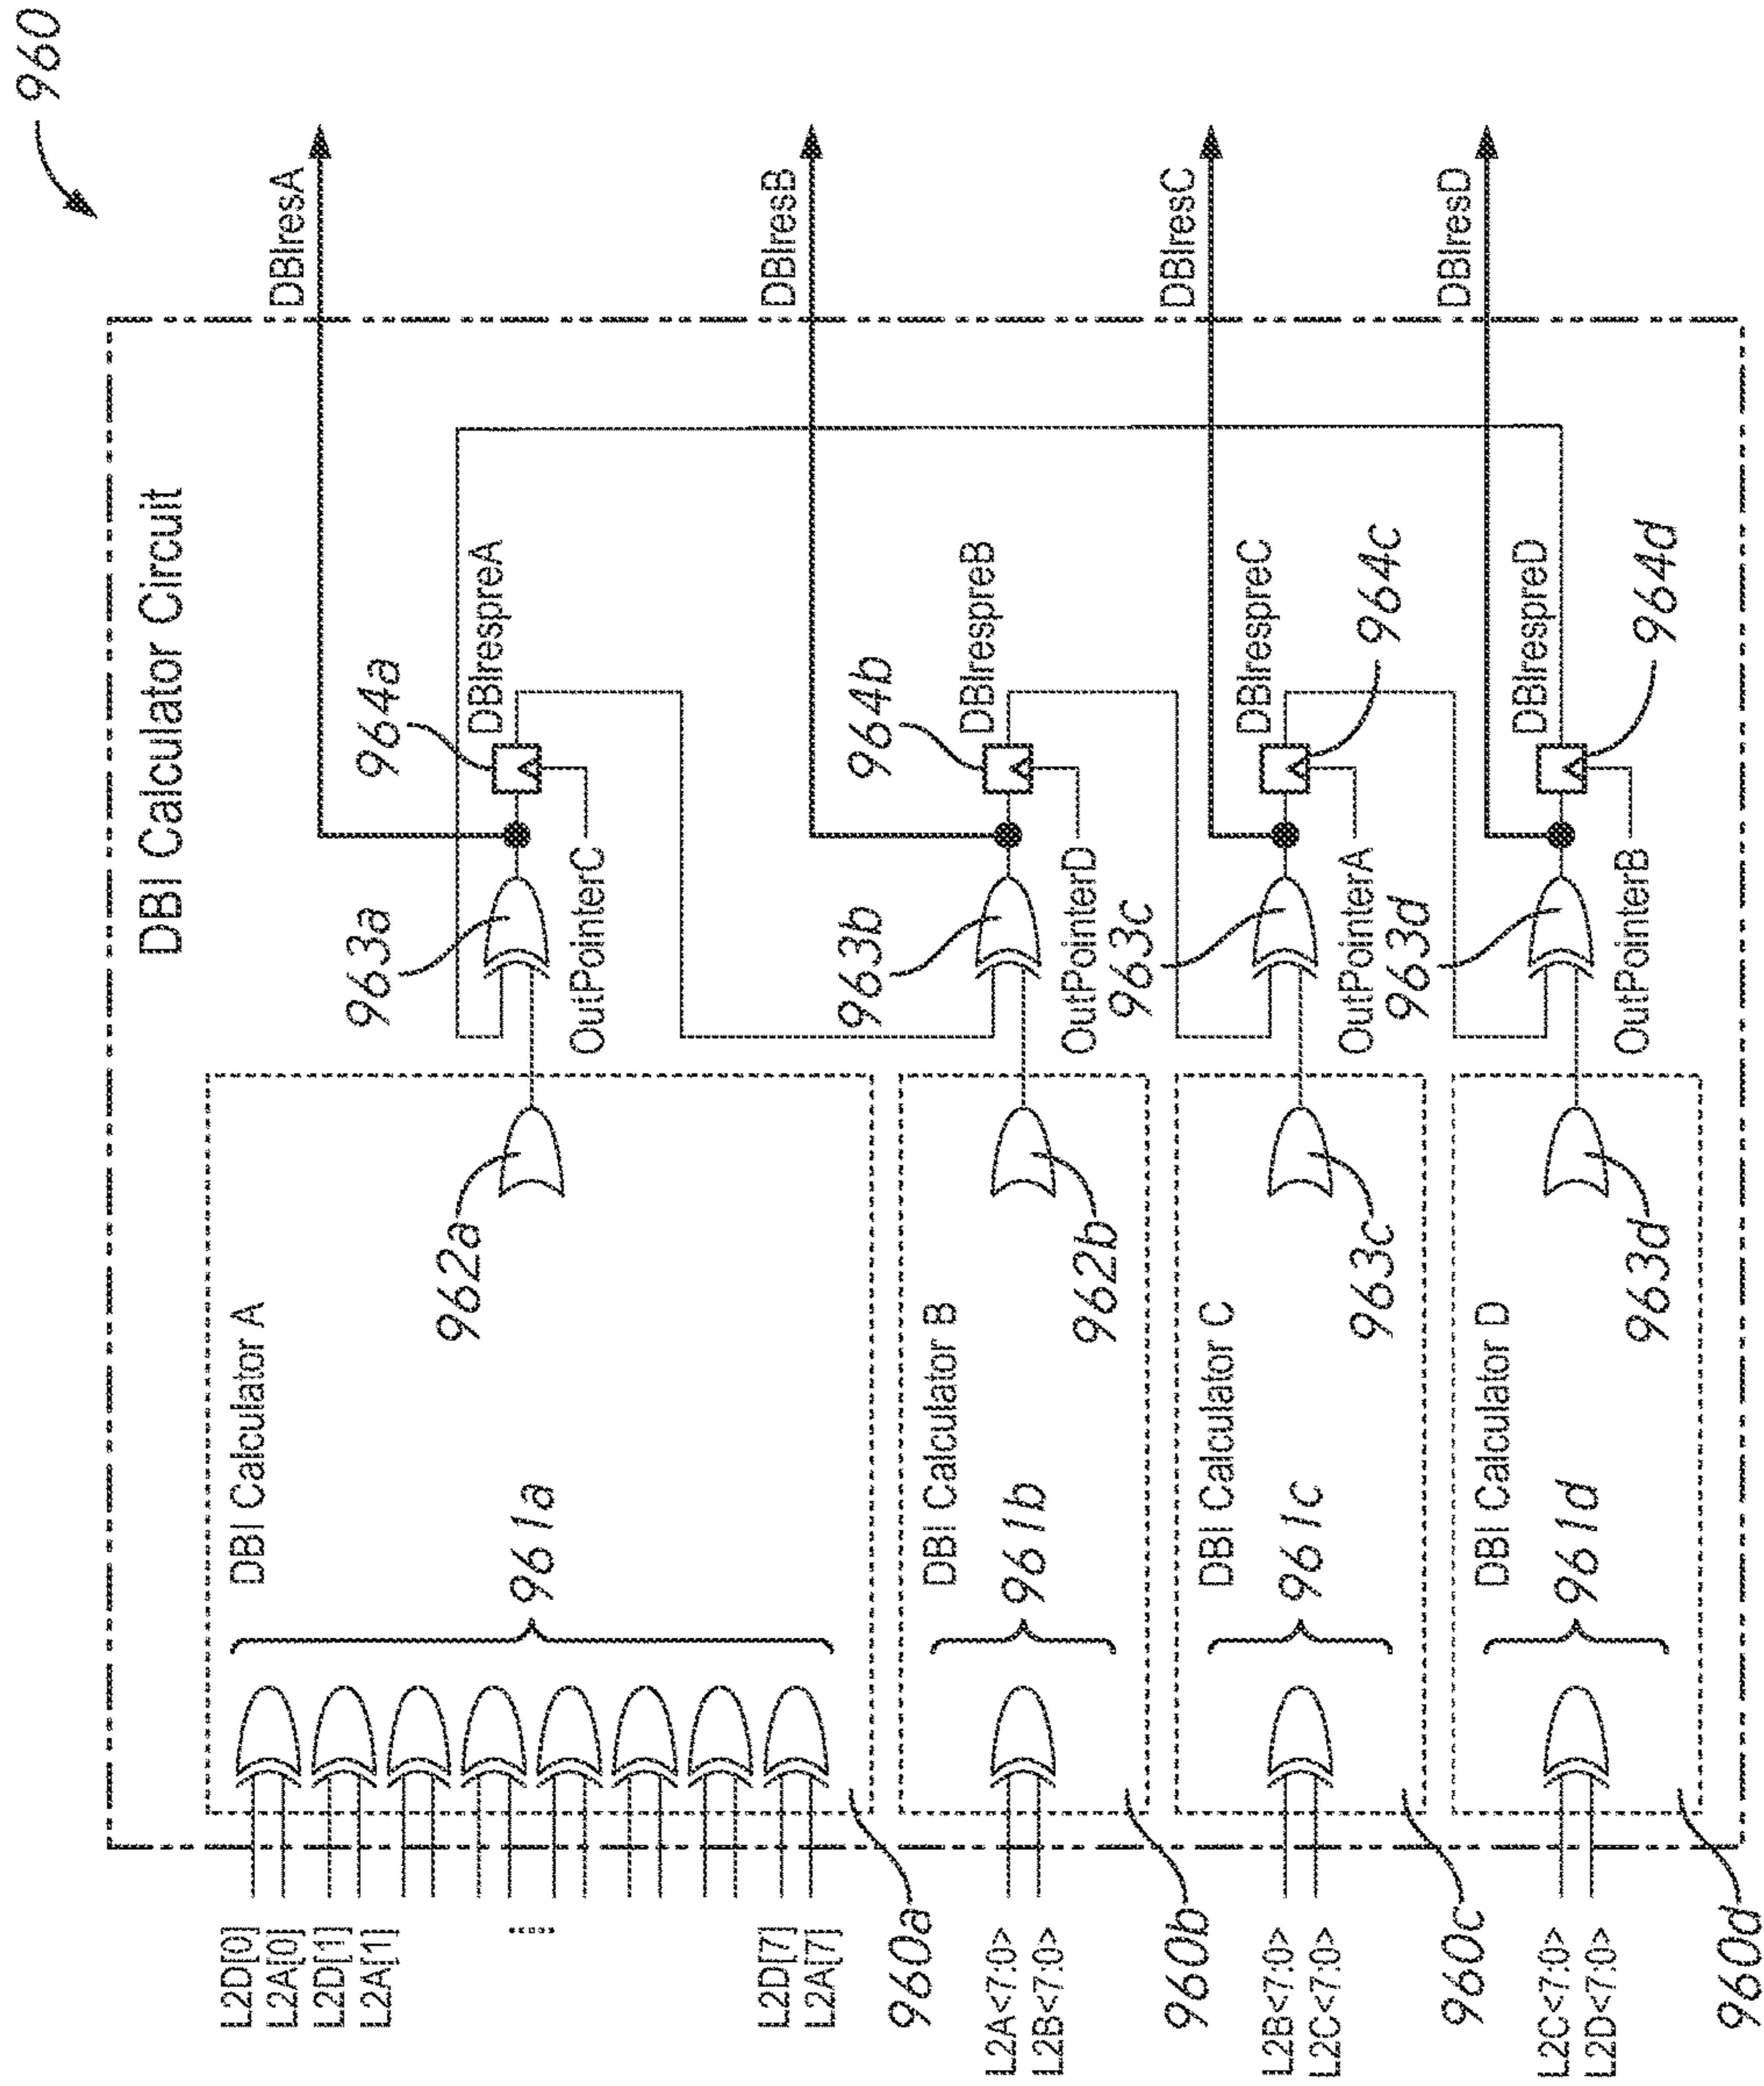 960
DBI Calculator Circuit
DBIresA
DBIresB
DBIresC
DBIresD
L2D[0]
L2A[0]
L2D[1]
L2A[1]
.....
L2D[7]
L2A[7]
960a
DBI Calculator A
961a
962a
963a
964a
DBIrespreA
OutPointerC
L2A<7:0>
L2B<7:0>
960b
DBI Calculator B
961b
962b
963b
964b
DBIrespreB
OutPointerD
L2B<7:0>
L2C<7:0>
960c
DBI Calculator C
961c
963c
963c
964c
DBIrespreC
OutPointerA
L2C<7:0>
L2D<7:0>
960d
DBI Calculator D
961d
963d
963d
964d
DBIrespreD
OutPointerB